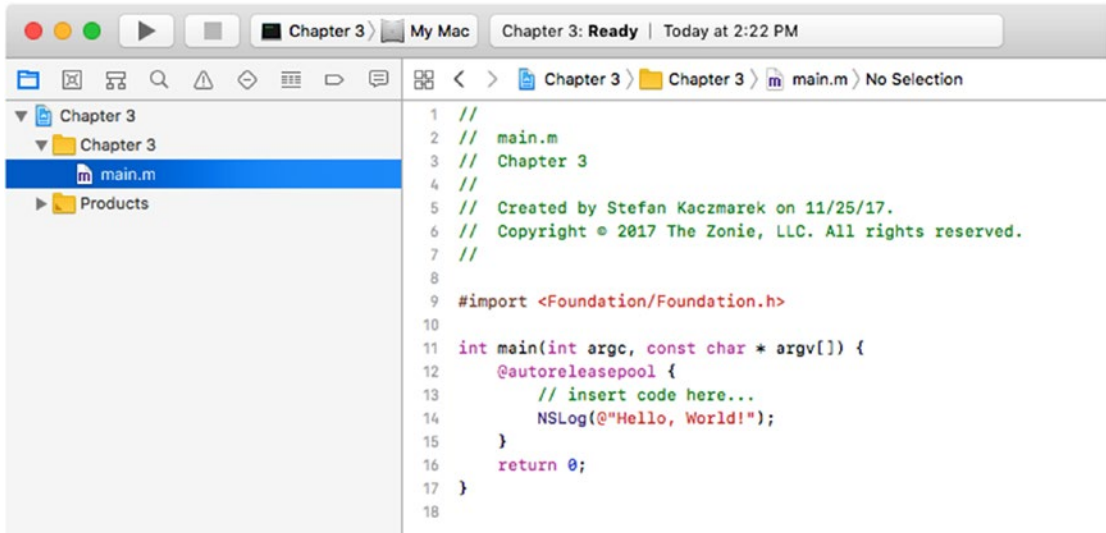 Chapter 3 My Mac Chapter 3: Ready | Today at 2:22 PM
Chapter 3 Chapter 3 m main.m No Selection
Chapter 3
Chapter 3
m main.m
Products
1 //
2 // main.m
3 // Chapter 3
4 //
5 // Created by Stefan Kaczmarek on 11/25/17.
6 // Copyright © 2017 The Zonie, LLC. All rights reserved.
7 //
8
9 #import <Foundation/Foundation.h>
10
11 int main(int argc, const char * argv[]) {
12     @autoreleasepool {
13         // insert code here...
14         NSLog(@"Hello, World!");
15     }
16     return 0;
17 }
18